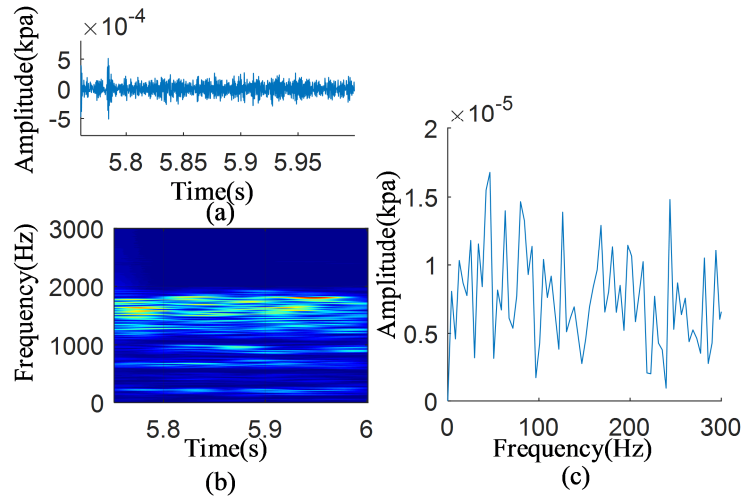 ×10-4
Amplitude(kpa)
5
0
-5
5.8 5.85 5.9 5.95
Time(s)
(a)
Frequency(Hz)
3000
2000
1000
0
5.8 5.9 6
Time(s)
(b)
×10-5
Amplitude(kpa)
2
1.5
1
0.5
0
0 100 200 300
Frequency(Hz)
(c)